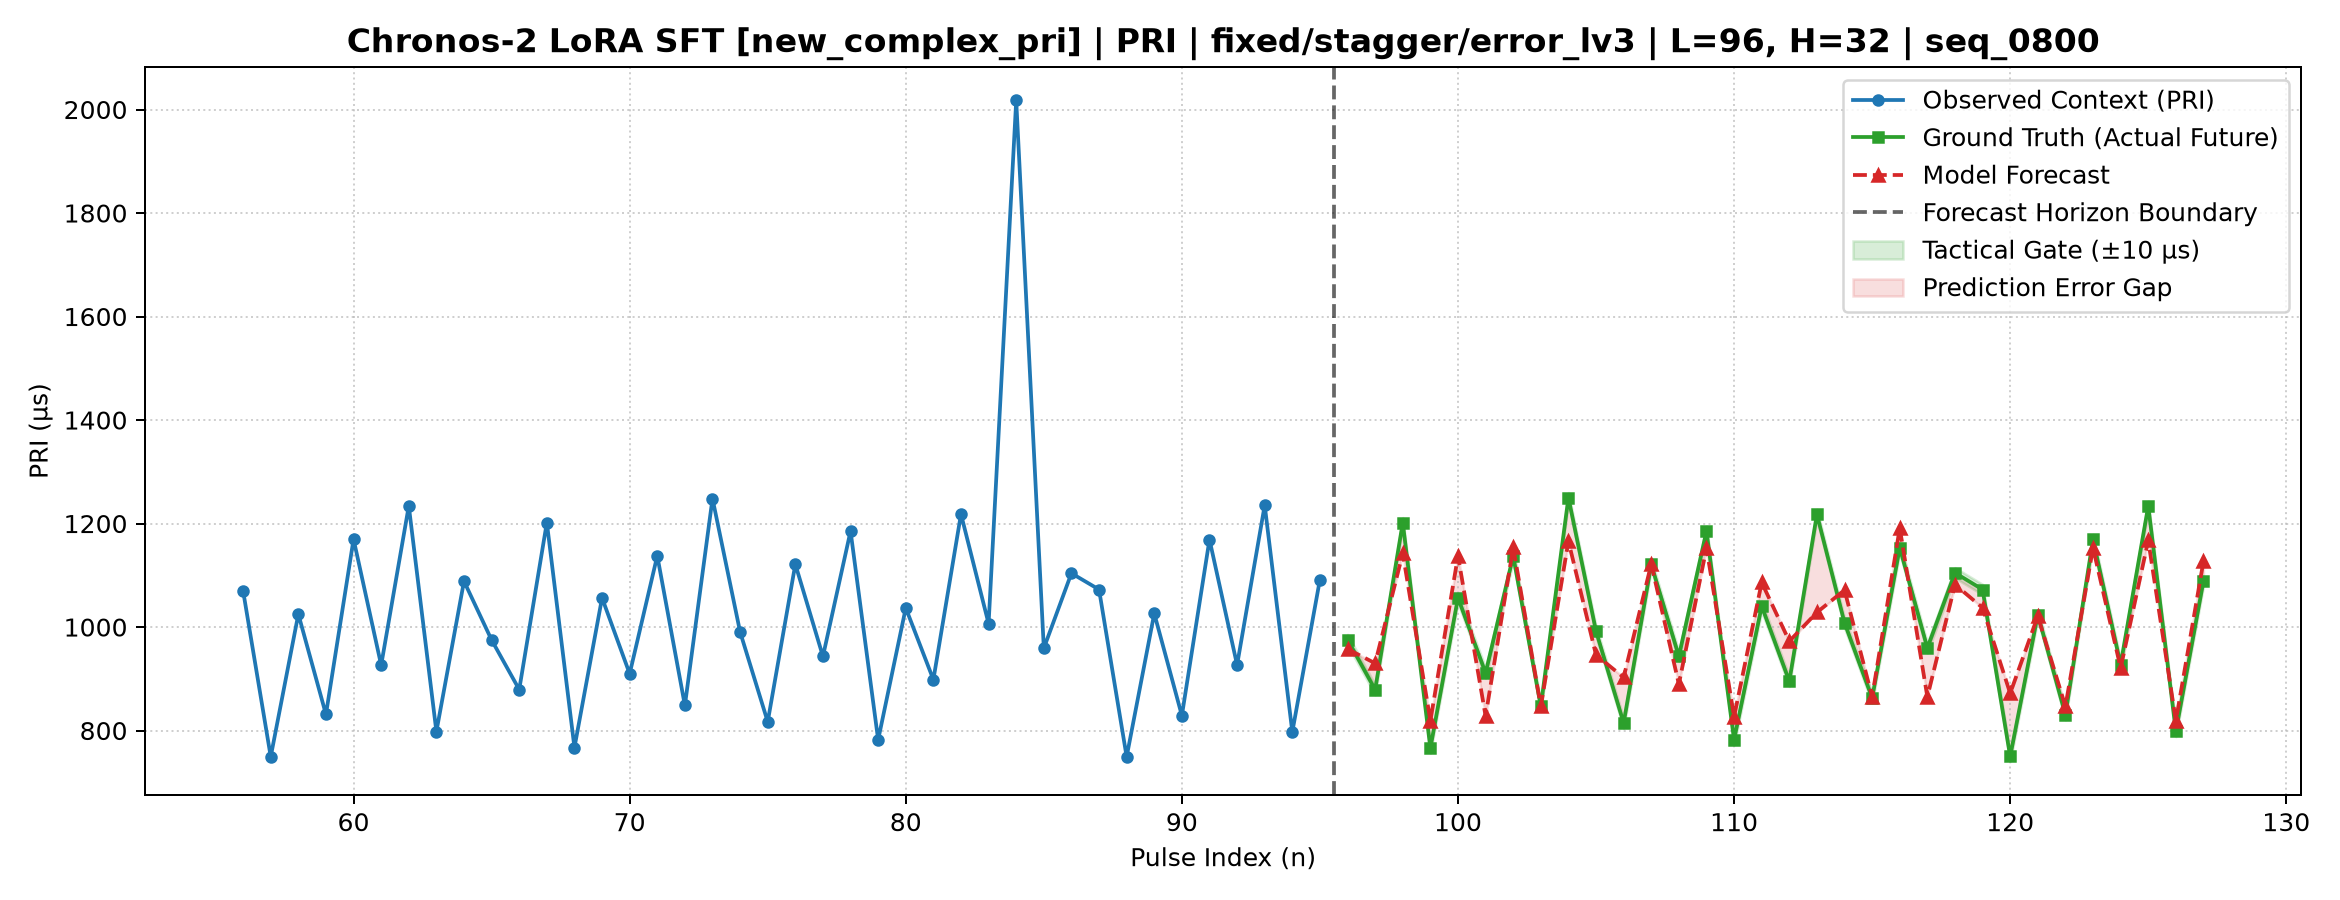 Chronos-2 LoRA SFT [new_complex_pri] | PRI | fixed/stagger/error_lv3 | L=96, H=32 | seq_0800
Observed Context (PRI)
Ground Truth (Actual Future)
Model Forecast
Forecast Horizon Boundary
Tactical Gate (±10 µs)
Prediction Error Gap
PRI (µs)
2000
1800
1600
1400
1200
1000
800
60 70 80 90 100 110 120 130
Pulse Index (n)